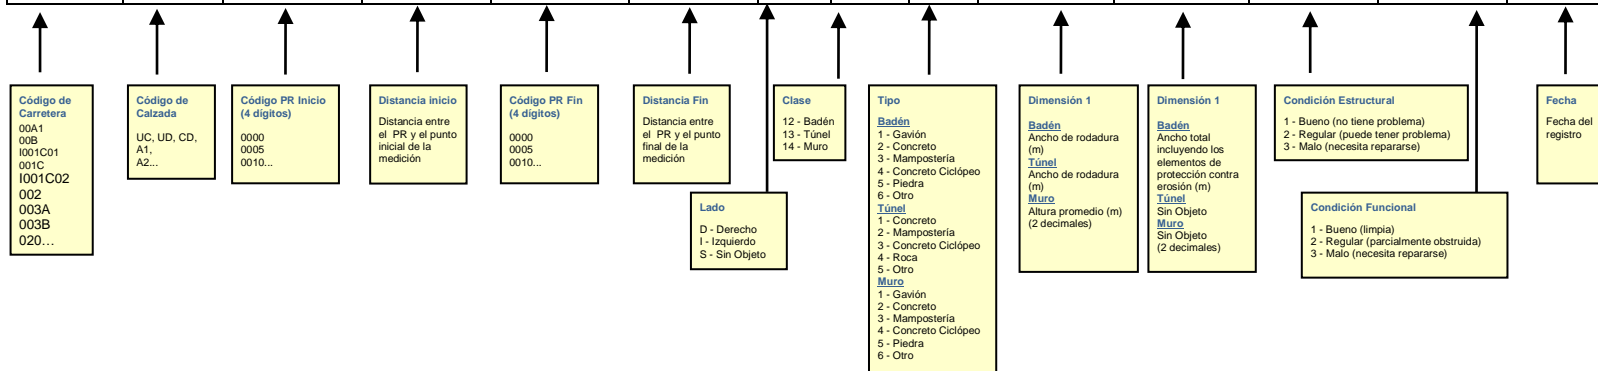 Código de
Carretera
00A1
00B
I001C01
001C
I001C02
002
003A
003B
020…
Código de
Calzada
UC, UD, CD,
A1,
A2...
Código PR Inicio
(4 dígitos)
0000
0005
0010...
Distancia inicio
Distancia entre
el  PR y el punto
inicial de la
medición
Código PR Fin
(4 dígitos)
0000
0005
0010...
Distancia Fin
Distancia entre
el  PR y el punto
final de la
medición
Lado
D - Derecho
I - Izquierdo
S - Sin Objeto
Clase
12 - Badén
13 - Túnel
14 - Muro
Tipo
Badén
1 - Gavión
2 - Concreto
3 - Mampostería
4 - Concreto Ciclópeo
5 - Piedra
6 - Otro
Túnel
1 - Concreto
2 - Mampostería
3 - Concreto Ciclópeo
4 - Roca
5 - Otro
Muro
1 - Gavión
2 - Concreto
3 - Mampostería
4 - Concreto Ciclópeo
5 - Piedra
6 - Otro
Dimensión 1
Badén
Ancho de rodadura
(m)
Túnel
Ancho de rodadura
(m)
Muro
Altura promedio (m)
(2 decimales)
Dimensión 1
Badén
Ancho total
incluyendo los
elementos de
protección contra
erosión (m)
Túnel
Sin Objeto
Muro
Sin Objeto
(2 decimales)
Condición Estructural
1 - Bueno (no tiene problema)
2 - Regular (puede tener problema)
3 - Malo (necesita repararse)
Condición Funcional
1 - Bueno (limpia)
2 - Regular (parcialmente obstruida)
3 - Malo (necesita repararse)
Fecha
Fecha del
registro